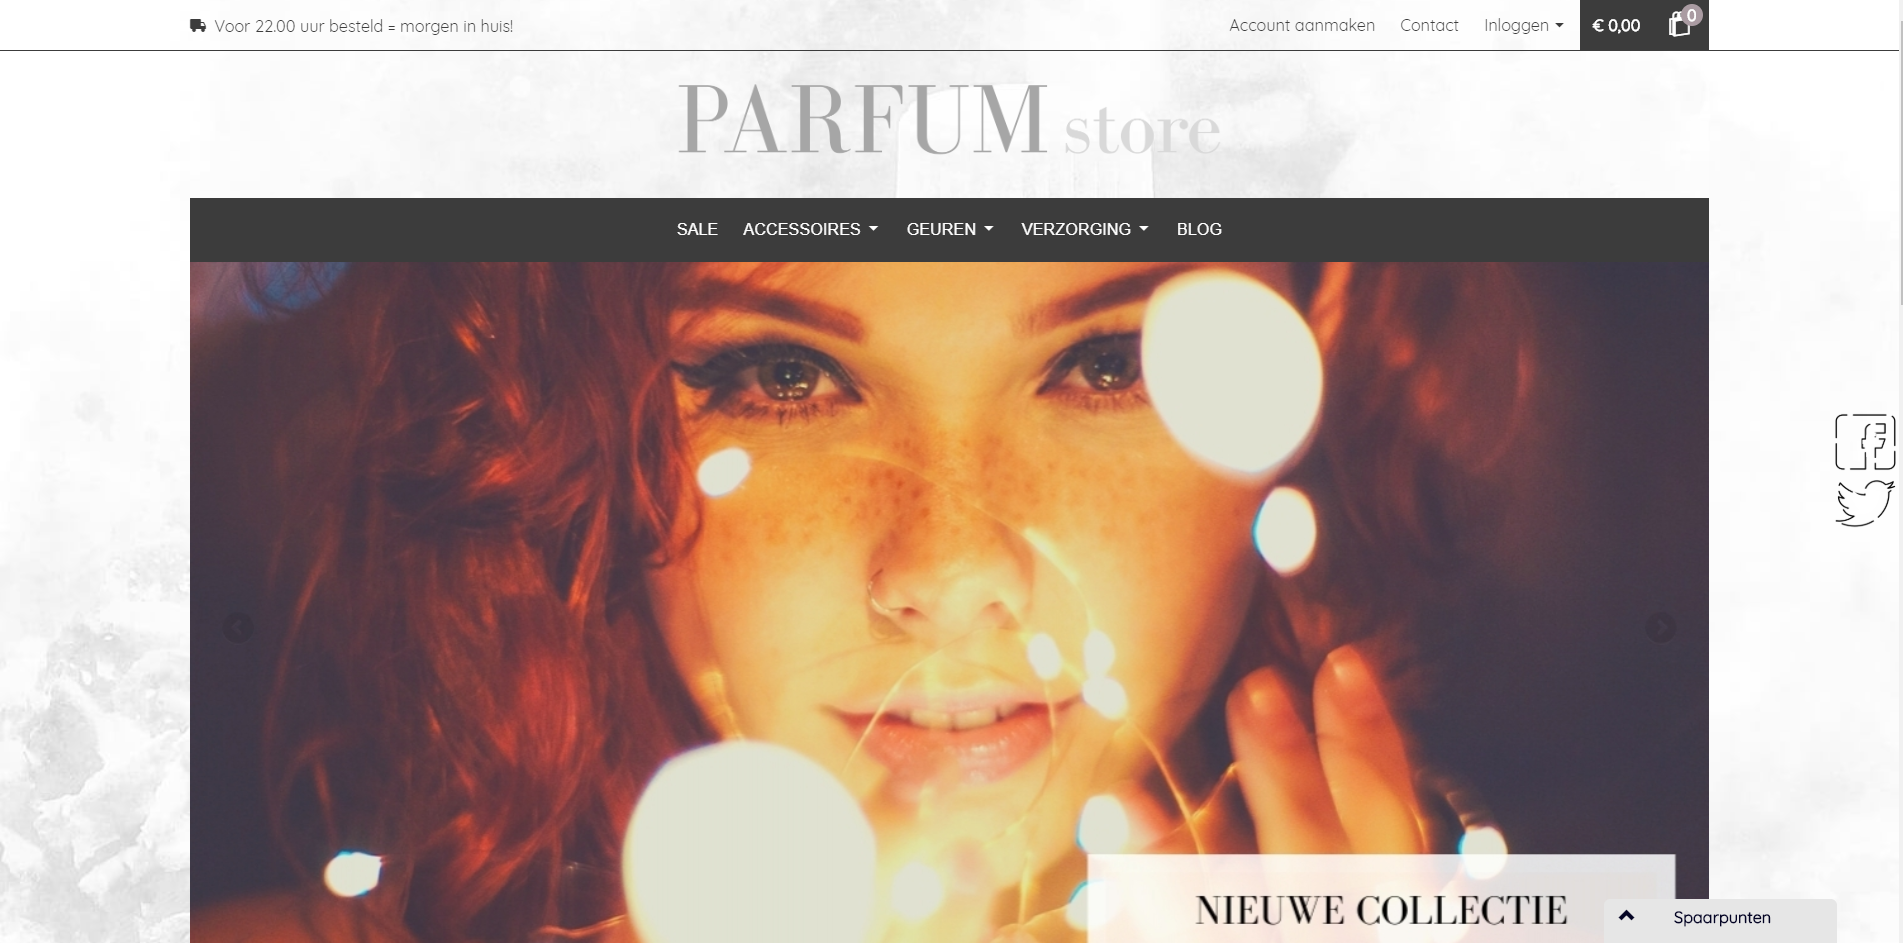 Voor 22.00 uur besteld = morgen in huis!
Account aanmaken Contact Inloggen € 0,00 0
PARFUM store
SALE ACCESSOIRES GEUREN VERZORGING BLOG
NIEUWE COLLECTIE
Spaarpunten